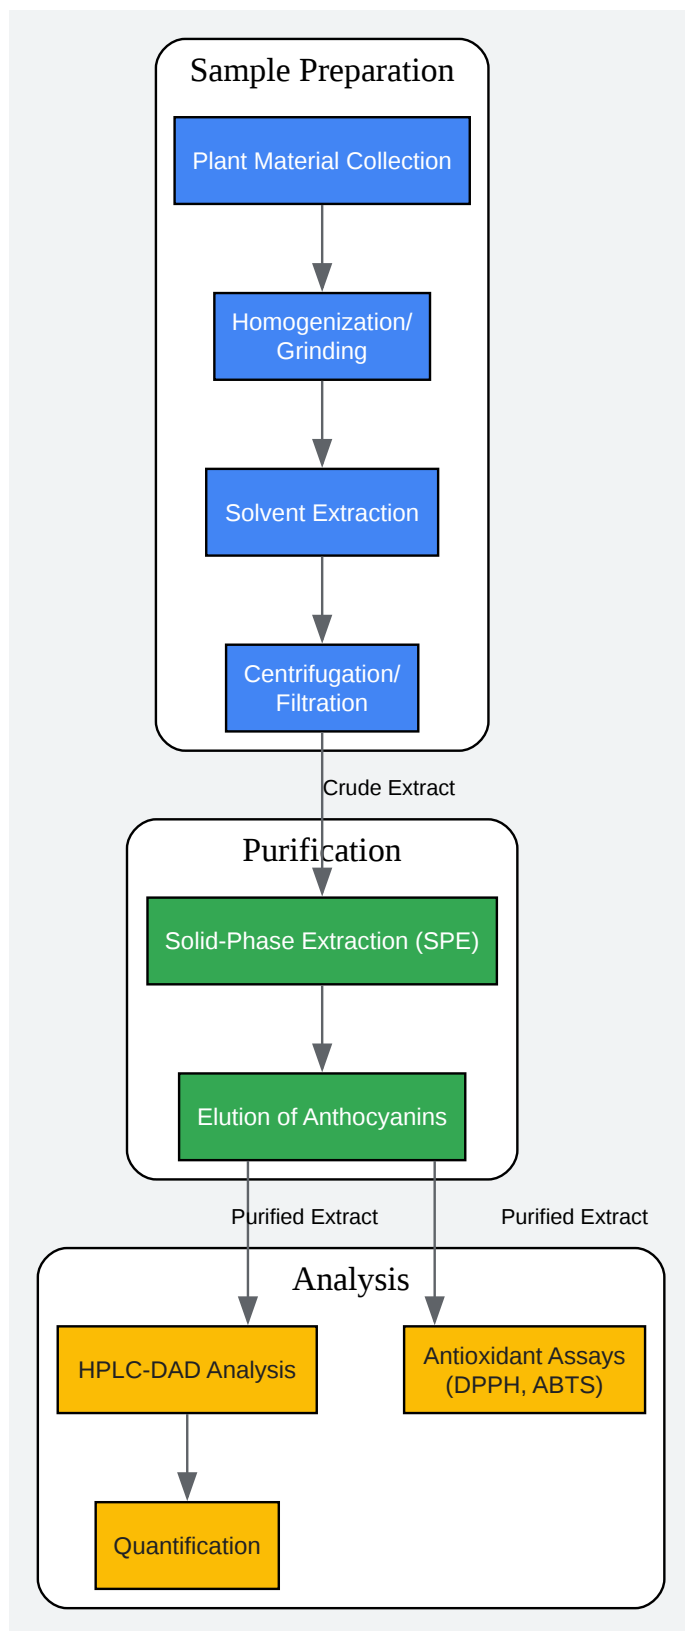 Sample Preparation
Plant Material Collection
Homogenization/
Grinding
Solvent Extraction
Centrifugation/
Filtration
Crude Extract
Purification
Solid-Phase Extraction (SPE)
Elution of Anthocyanins
Purified Extract
Purified Extract
Analysis
HPLC-DAD Analysis
Antioxidant Assays
(DPPH, ABTS)
Quantification